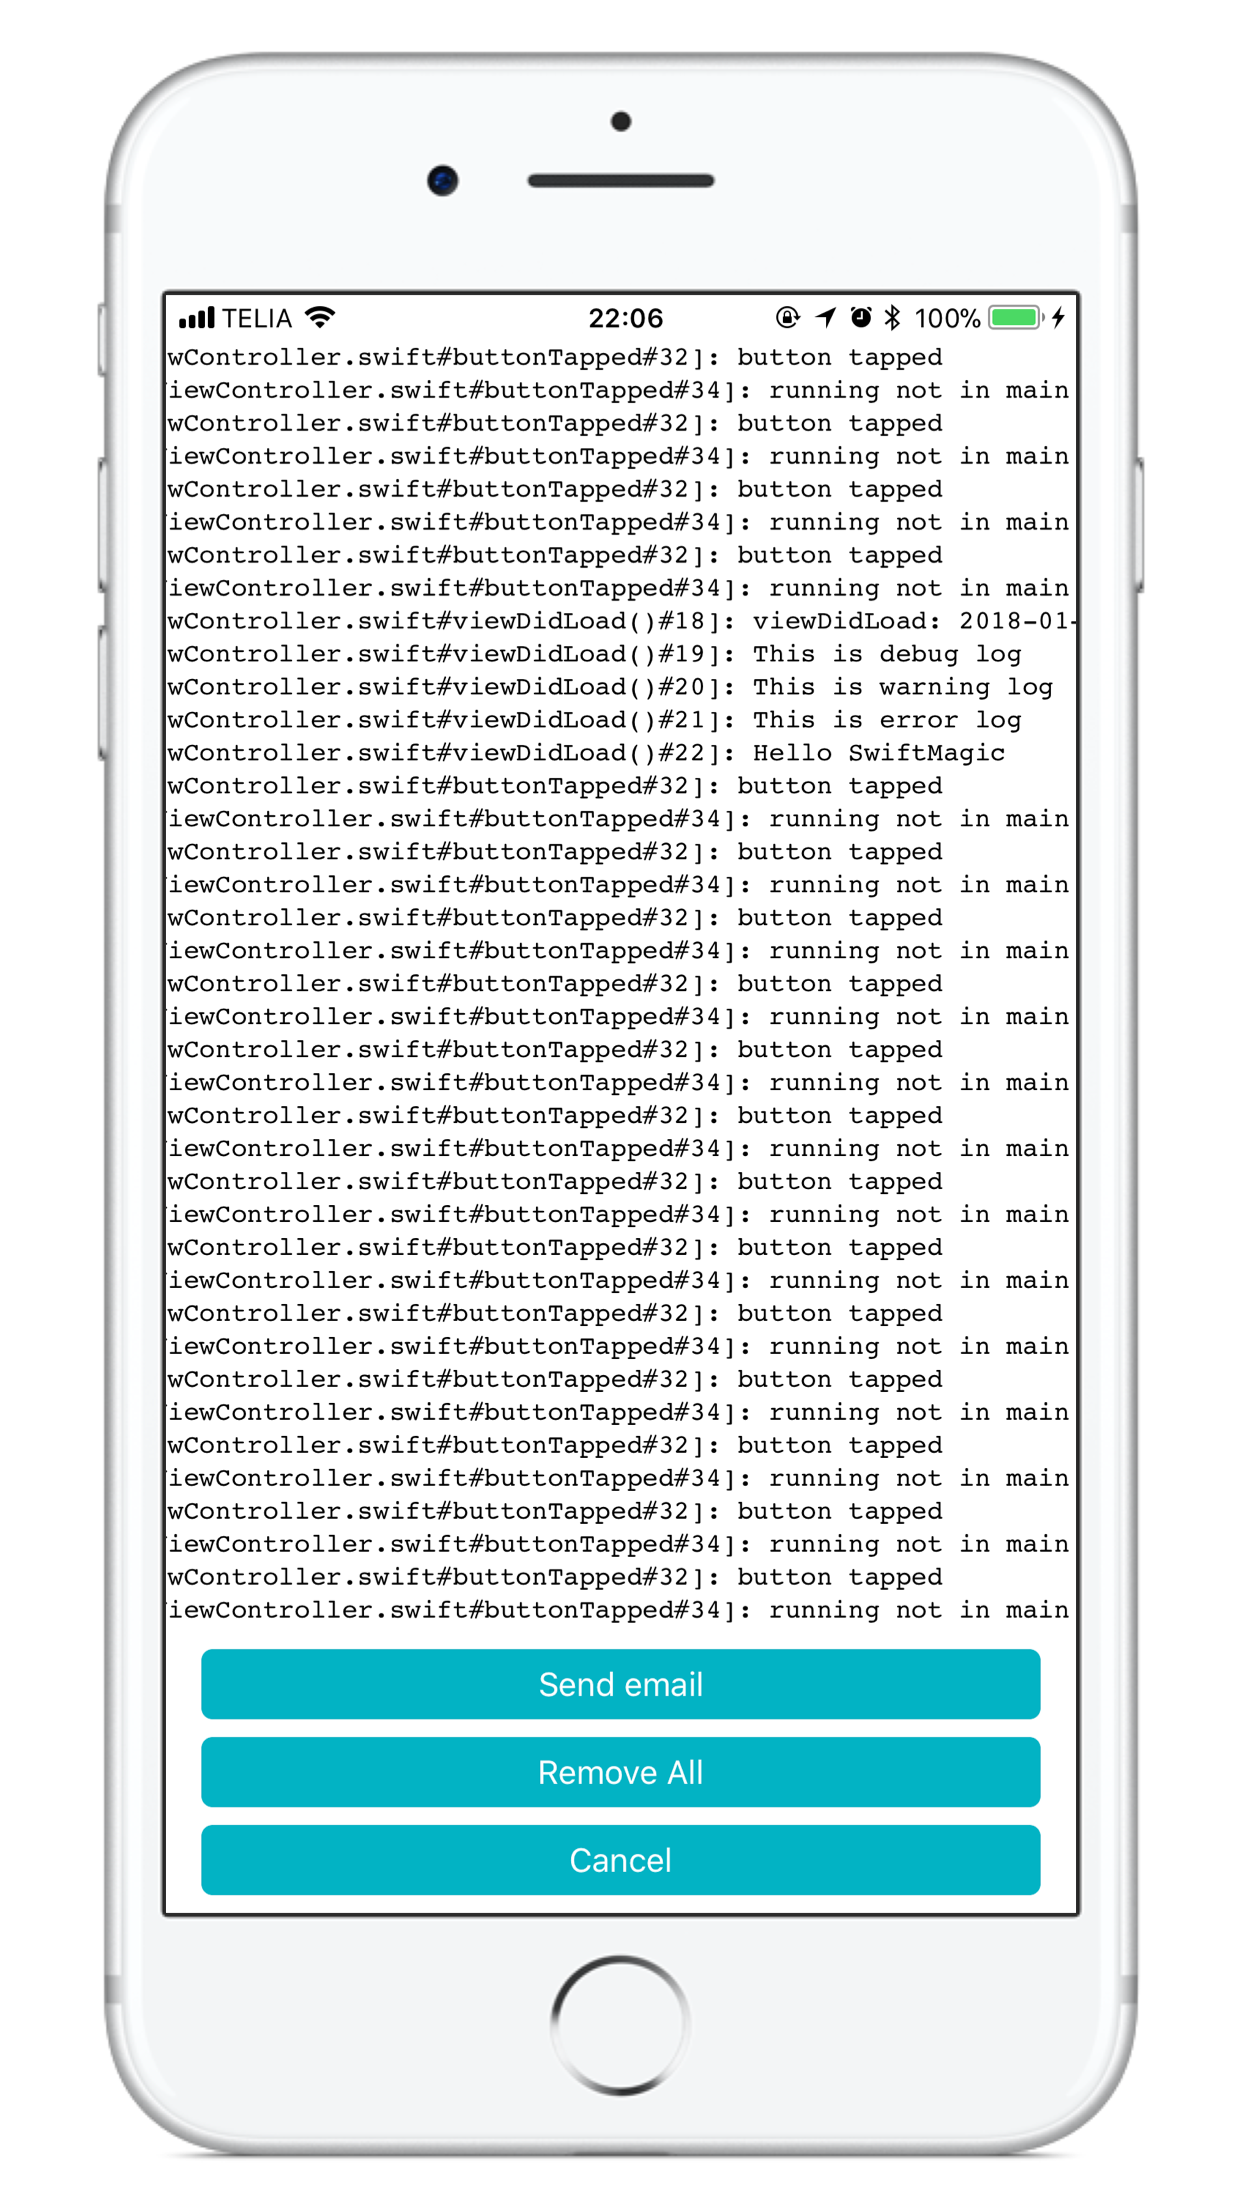 TELIA 22:06 100%
wController.swift#buttonTapped#32]: button tapped
iewController.swift#buttonTapped#34]: running not in main
wController.swift#buttonTapped#32]: button tapped
iewController.swift#buttonTapped#34]: running not in main
wController.swift#buttonTapped#32]: button tapped
iewController.swift#buttonTapped#34]: running not in main
wController.swift#buttonTapped#32]: button tapped
iewController.swift#buttonTapped#34]: running not in main
wController.swift#viewDidLoad()#18]: viewDidLoad: 2018-01-
wController.swift#viewDidLoad()#19]: This is debug log
wController.swift#viewDidLoad()#20]: This is warning log
wController.swift#viewDidLoad()#21]: This is error log
wController.swift#viewDidLoad()#22]: Hello SwiftMagic
wController.swift#buttonTapped#32]: button tapped
iewController.swift#buttonTapped#34]: running not in main
wController.swift#buttonTapped#32]: button tapped
iewController.swift#buttonTapped#34]: running not in main
wController.swift#buttonTapped#32]: button tapped
iewController.swift#buttonTapped#34]: running not in main
wController.swift#buttonTapped#32]: button tapped
iewController.swift#buttonTapped#34]: running not in main
wController.swift#buttonTapped#32]: button tapped
iewController.swift#buttonTapped#34]: running not in main
wController.swift#buttonTapped#32]: button tapped
iewController.swift#buttonTapped#34]: running not in main
wController.swift#buttonTapped#32]: button tapped
iewController.swift#buttonTapped#34]: running not in main
wController.swift#buttonTapped#32]: button tapped
iewController.swift#buttonTapped#34]: running not in main
wController.swift#buttonTapped#32]: button tapped
iewController.swift#buttonTapped#34]: running not in main
wController.swift#buttonTapped#32]: button tapped
iewController.swift#buttonTapped#34]: running not in main
wController.swift#buttonTapped#32]: button tapped
iewController.swift#buttonTapped#34]: running not in main
wController.swift#buttonTapped#32]: button tapped
iewController.swift#buttonTapped#34]: running not in main
wController.swift#buttonTapped#32]: button tapped
iewController.swift#buttonTapped#34]: running not in main
Send email
Remove All
Cancel